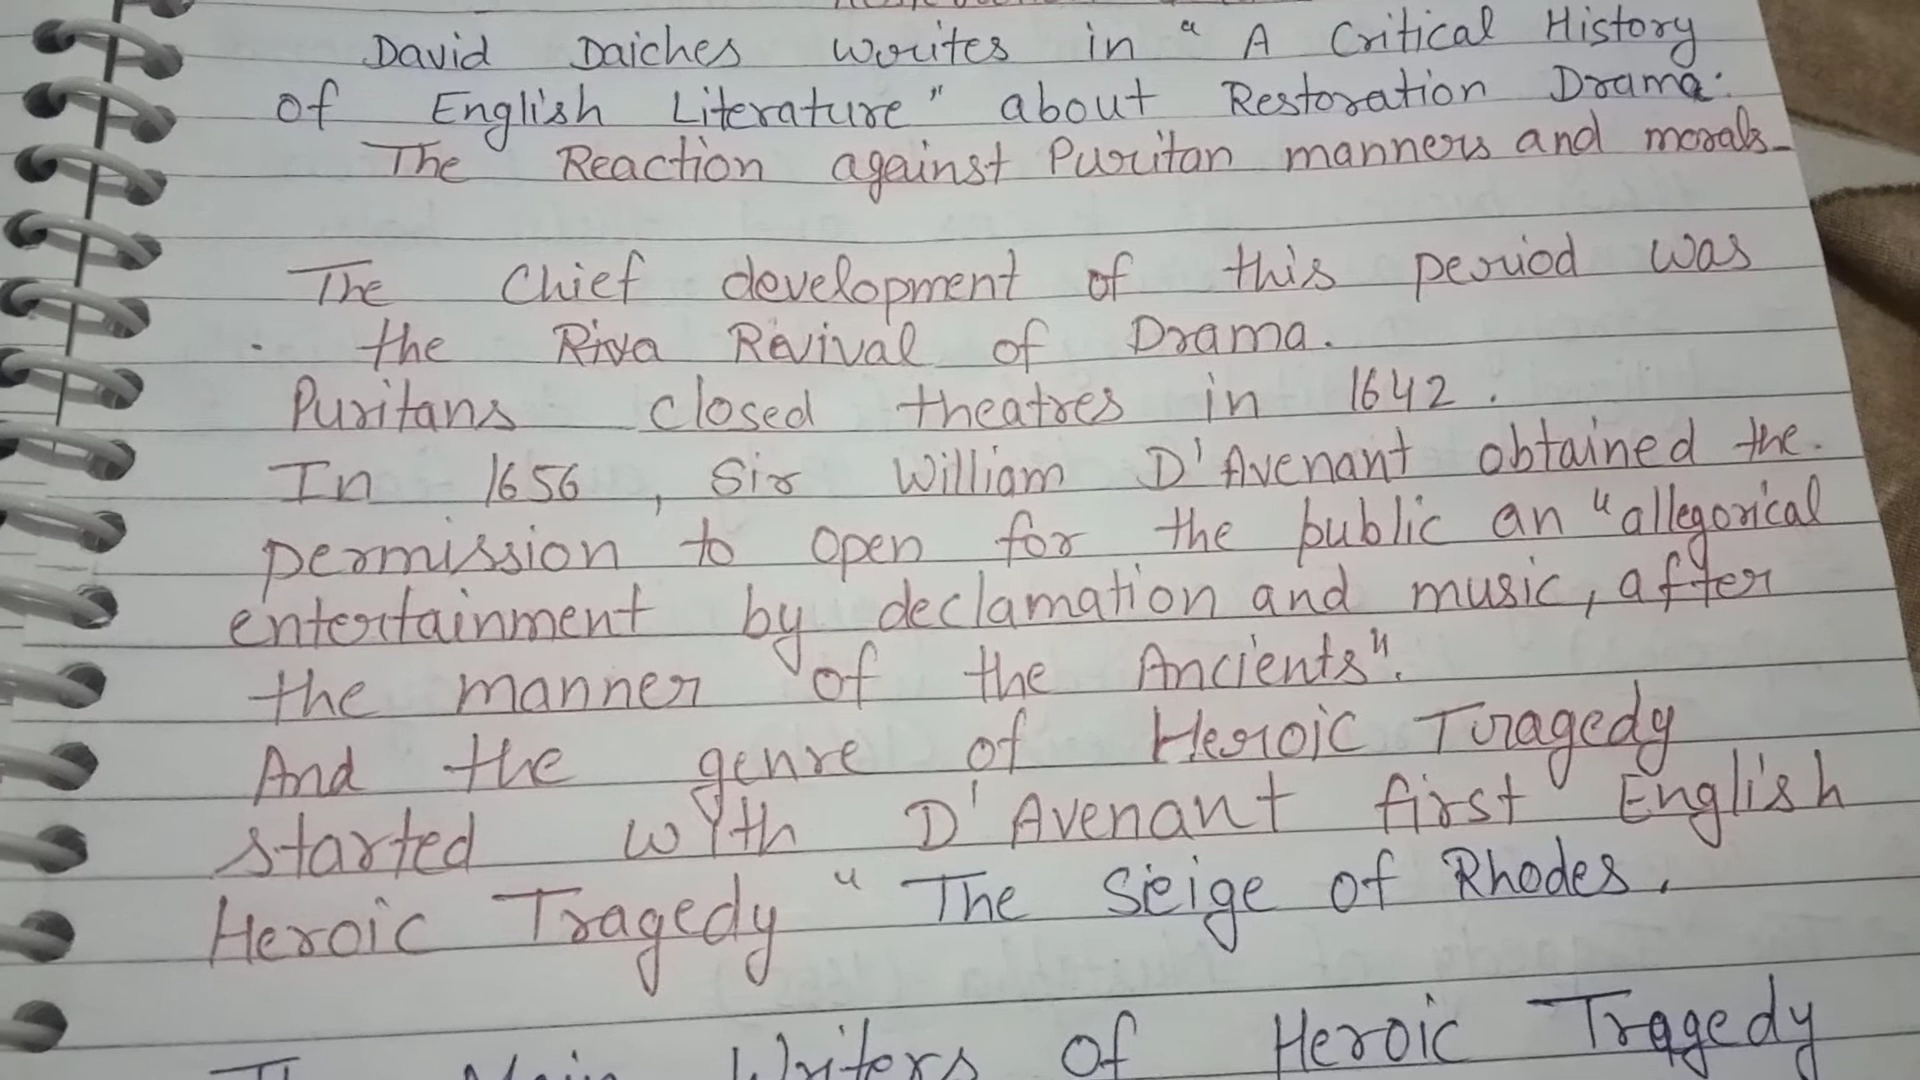 David Daiches writes in "A Critical History
of English Literature" about Restoration Drama:
The Reaction against Puritan manners and morals-
The Chief development of this period was
the Riva Revival of Drama.
Puritans closed theatres in 1642.
In 1656, Sir William D'Avenant obtained the
permission to open for the public an "allegorical
entertainment by declamation and music, after
the manner of the Ancients".
And the genre of Heroic Tragedy
started with D'Avenant first English
Heroic Tragedy "The Seige of Rhodes.
Main Writers of Heroic Tragedy